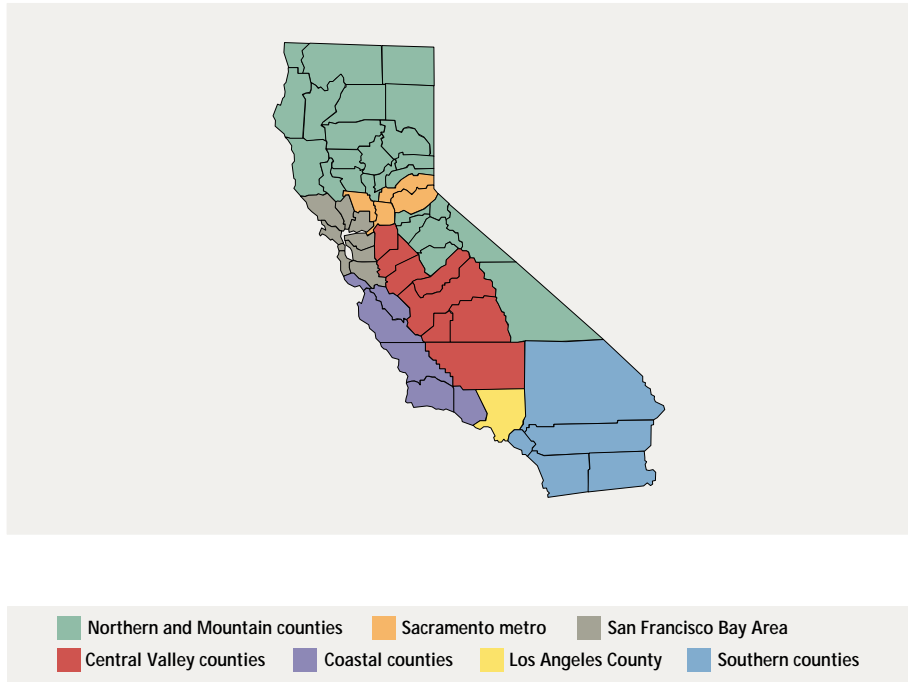 Northern and Mountain counties Sacramento metro San Francisco Bay Area
Central Valley counties Coastal counties Los Angeles County Southern counties